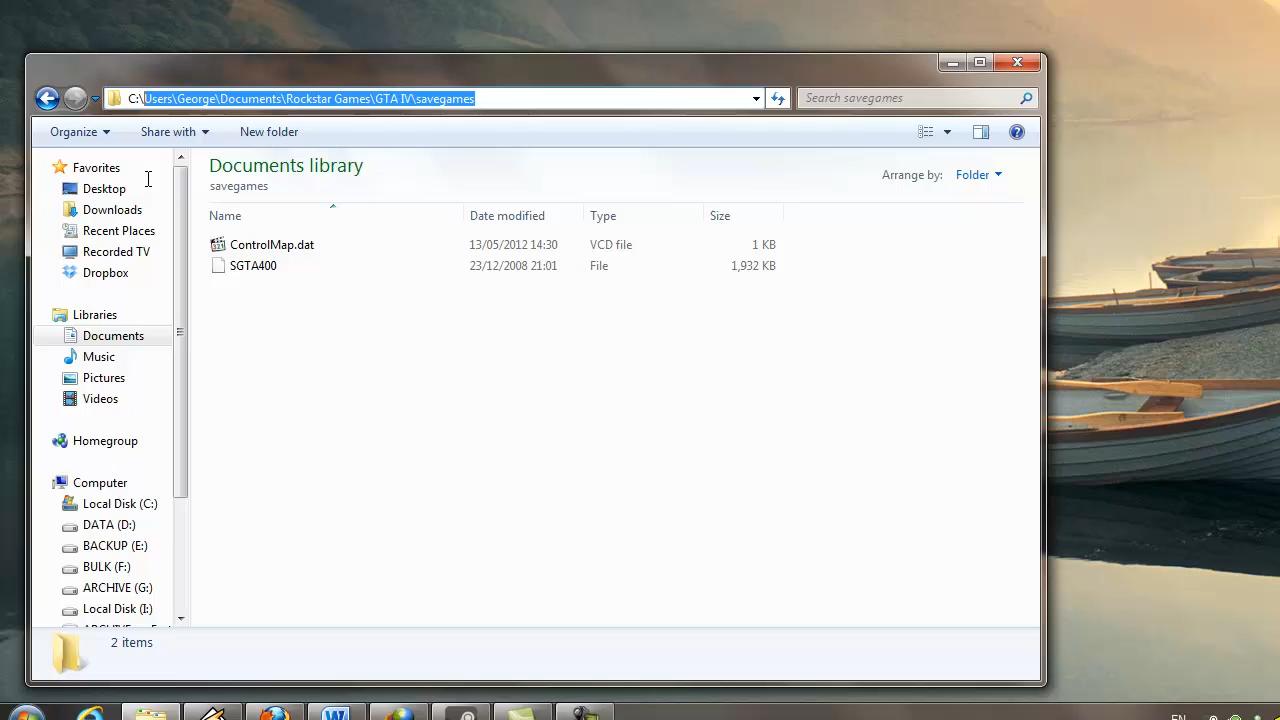 C:\Users\George\Documents\Rockstar Games\GTA IV\savegames
Search savegames
Organize
Share with
New folder
Favorites
Desktop
Downloads
Recent Places
Recorded TV
Dropbox
Libraries
Documents
Music
Pictures
Videos
Homegroup
Computer
Local Disk (C:)
DATA (D:)
BACKUP (E:)
BULK (F:)
ARCHIVE (G:)
Local Disk (I:)
Documents library
savegames
Arrange by: Folder
Name Date modified Type Size
ControlMap.dat 13/05/2012 14:30 VCD file 1 KB
SGTA400 23/12/2008 21:01 File 1,932 KB
2 items
EN